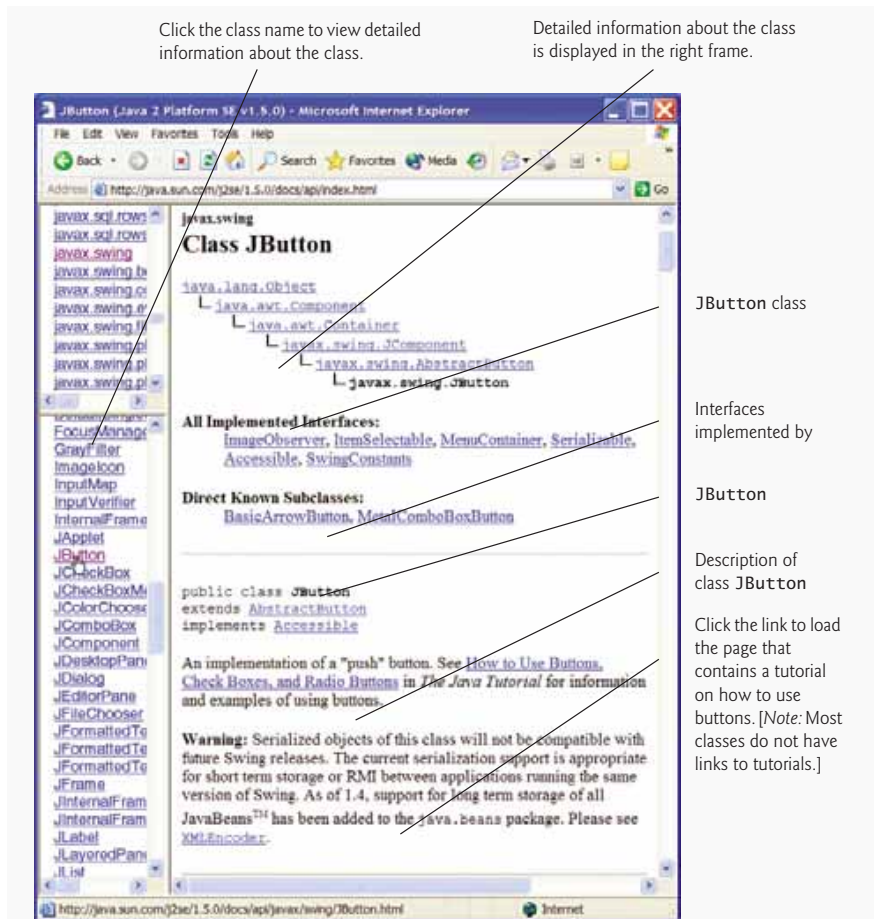 Click the class name to view detailed
information about the class.
Detailed information about the class
is displayed in the right frame.
JButton (Java 2 Platform SE v1.5.0) - Microsoft Internet Explorer
File Edit View Favorites Tools Help
Back Search Favorites Media
Address http://java.sun.com/j2se/1.5.0/docs/api/index.html Go
javax.sql.rows
javax.sql.rows
javax.swing
javax.swing.b
javax.swing.c
javax.swing.e
javax.swing.fi
javax.swing.pl
javax.swing.pl
javax.swing.pl
FocusManage
GrayFilter
ImageIcon
InputMap
InputVerifier
InternalFrame
JApplet
JButton
JCheckBox
JCheckBoxMe
JColorChoose
JComboBox
JComponent
JDesktopPane
JDialog
JEditorPane
JFileChooser
JFormattedTe
JFormattedTe
JFormattedTe
JFrame
JInternalFram
JInternalFram
JLabel
JLayeredPane
JList
javax.swing
Class JButton
java.lang.Object
java.awt.Component
java.awt.Container
javax.swing.JComponent
javax.swing.AbstractButton
javax.swing.JButton
All Implemented Interfaces:
ImageObserver, ItemSelectable, MenuContainer, Serializable,
Accessible, SwingConstants
Direct Known Subclasses:
BasicArrowButton, MetalComboBoxButton
public class JButton
extends AbstractButton
implements Accessible
An implementation of a "push" button. See How to Use Buttons,
Check Boxes, and Radio Buttons in The Java Tutorial for information
and examples of using buttons.
Warning: Serialized objects of this class will not be compatible with
future Swing releases. The current serialization support is appropriate
for short term storage or RMI between applications running the same
version of Swing. As of 1.4, support for long term storage of all
JavaBeans™ has been added to the java.beans package. Please see
XMLEncoder.
http://java.sun.com/j2se/1.5.0/docs/api/javax/swing/JButton.html Internet
JButton class
Interfaces
implemented by
JButton
Description of
class JButton
Click the link to load
the page that
contains a tutorial
on how to use
buttons. [Note: Most
classes do not have
links to tutorials.]